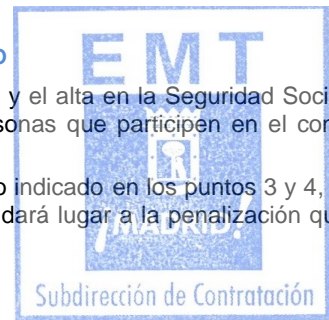 o
EMT
y el alta en la Seguridad Soci
sonas que participen en el con
o indicado en los puntos 3 y 4,
dará lugar a la penalización qu
¡MADRID!
Subdirección de Contratación